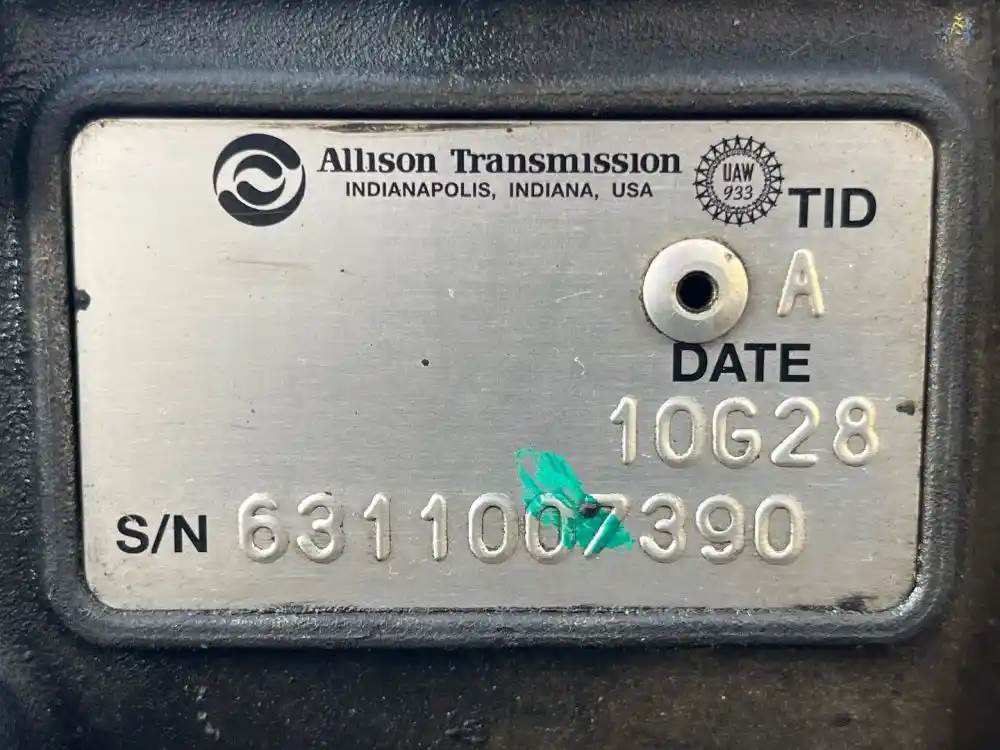 Allison Transmission
INDIANAPOLIS, INDIANA, USA
UAW
933
TID
A
DATE
10G28
S/N 6311007390